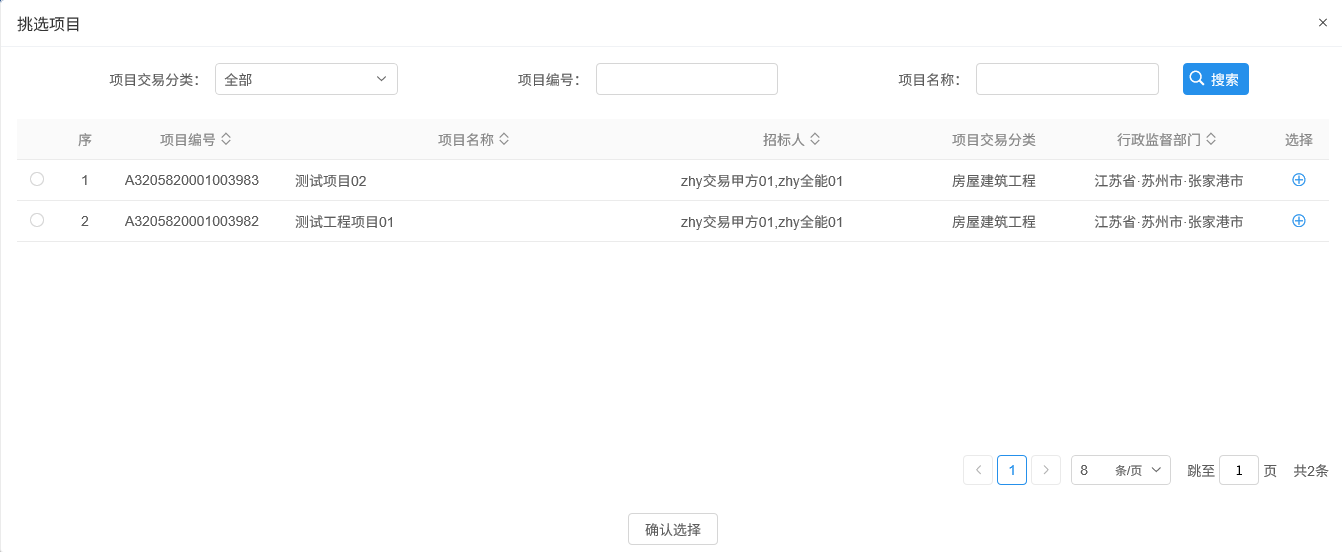 挑选项目 ×
项目交易分类: 全部 项目编号: 项目名称: 搜索
序 项目编号 项目名称 招标人 项目交易分类 行政监督部门 选择
1 A3205820001003983 测试项目02 zhy交易甲方01,zhy全能01 房屋建筑工程 江苏省·苏州市·张家港市
2 A3205820001003982 测试工程项目01 zhy交易甲方01,zhy全能01 房屋建筑工程 江苏省·苏州市·张家港市
1 8 条/页 跳至 1 页 共2条
确认选择